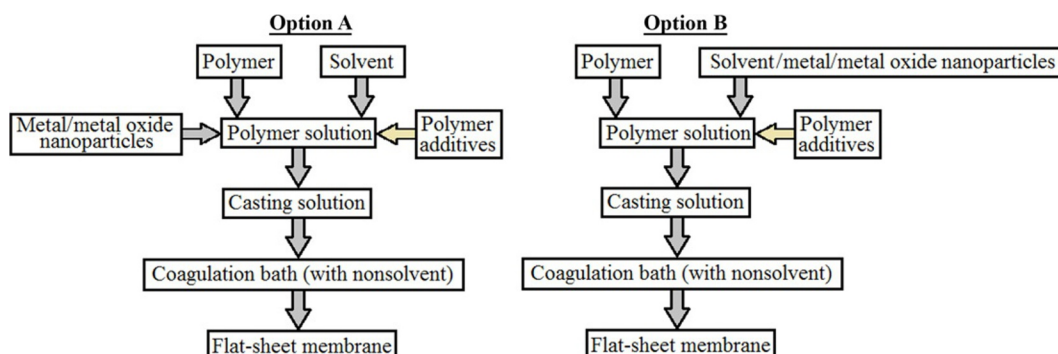 Option A
Polymer
Solvent
Metal/metal oxide
nanoparticles
Polymer solution
Polymer
additives
Casting solution
Coagulation bath (with nonsolvent)
Flat-sheet membrane
Option B
Polymer
Solvent/metal/metal oxide nanoparticles
Polymer solution
Polymer
additives
Casting solution
Coagulation bath (with nonsolvent)
Flat-sheet membrane